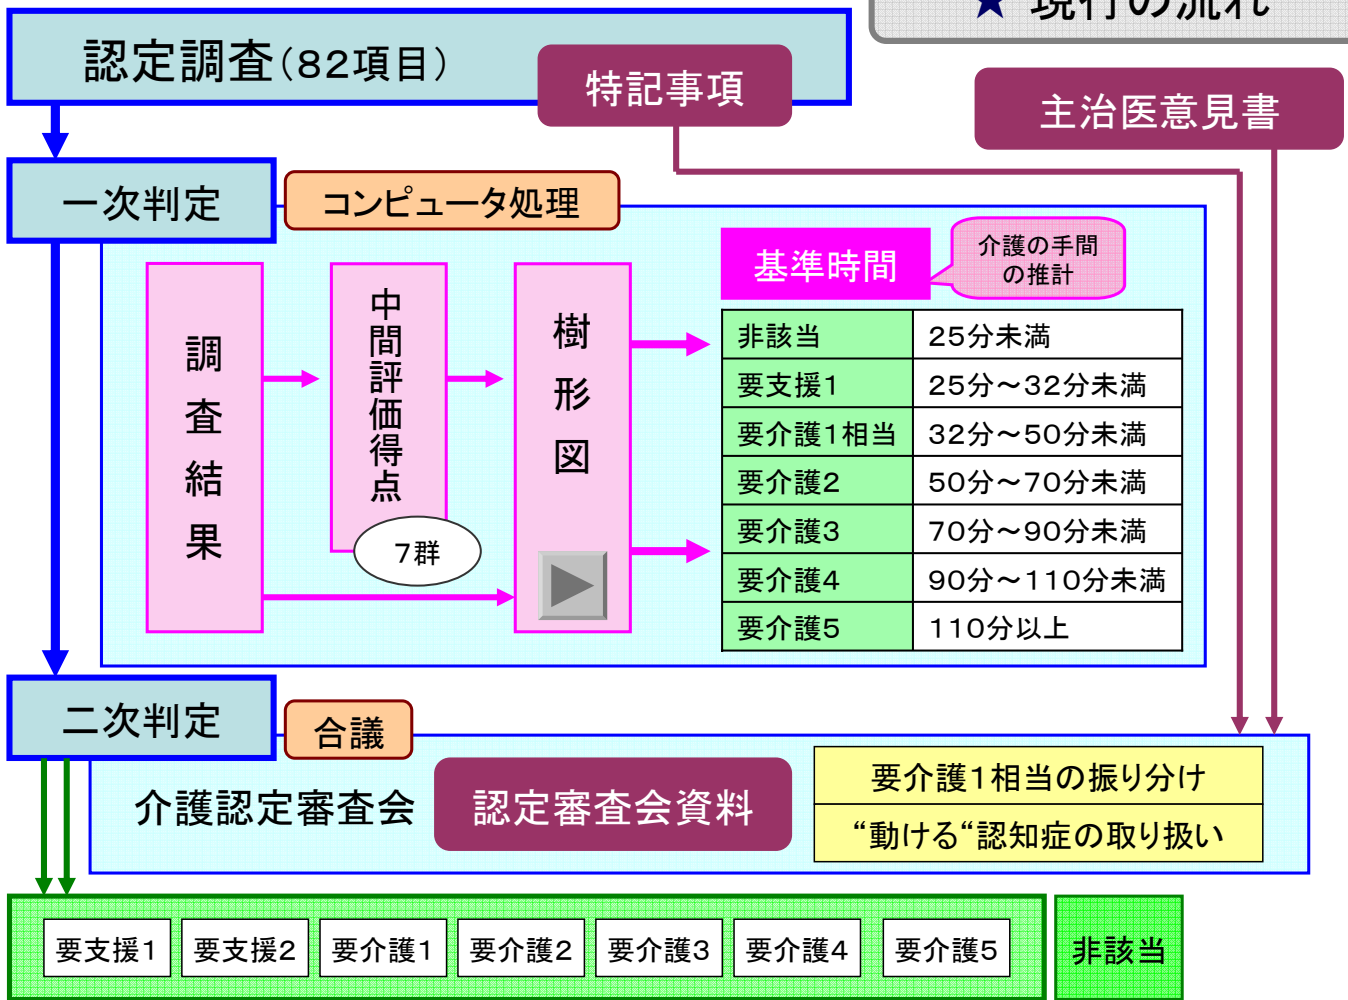 ★ 現行の流れ
認定調査(82項目)
特記事項
主治医意見書
一次判定
コンピュータ処理
調査結果
中間評価得点
7群
樹形図
基準時間
介護の手間
の推計
非該当 25分未満
要支援1 25分~32分未満
要介護1相当 32分~50分未満
要介護2 50分~70分未満
要介護3 70分~90分未満
要介護4 90分~110分未満
要介護5 110分以上
二次判定
合議
介護認定審査会
認定審査会資料
要介護1相当の振り分け
“動ける“認知症の取り扱い
要支援1 要支援2 要介護1 要介護2 要介護3 要介護4 要介護5 非該当